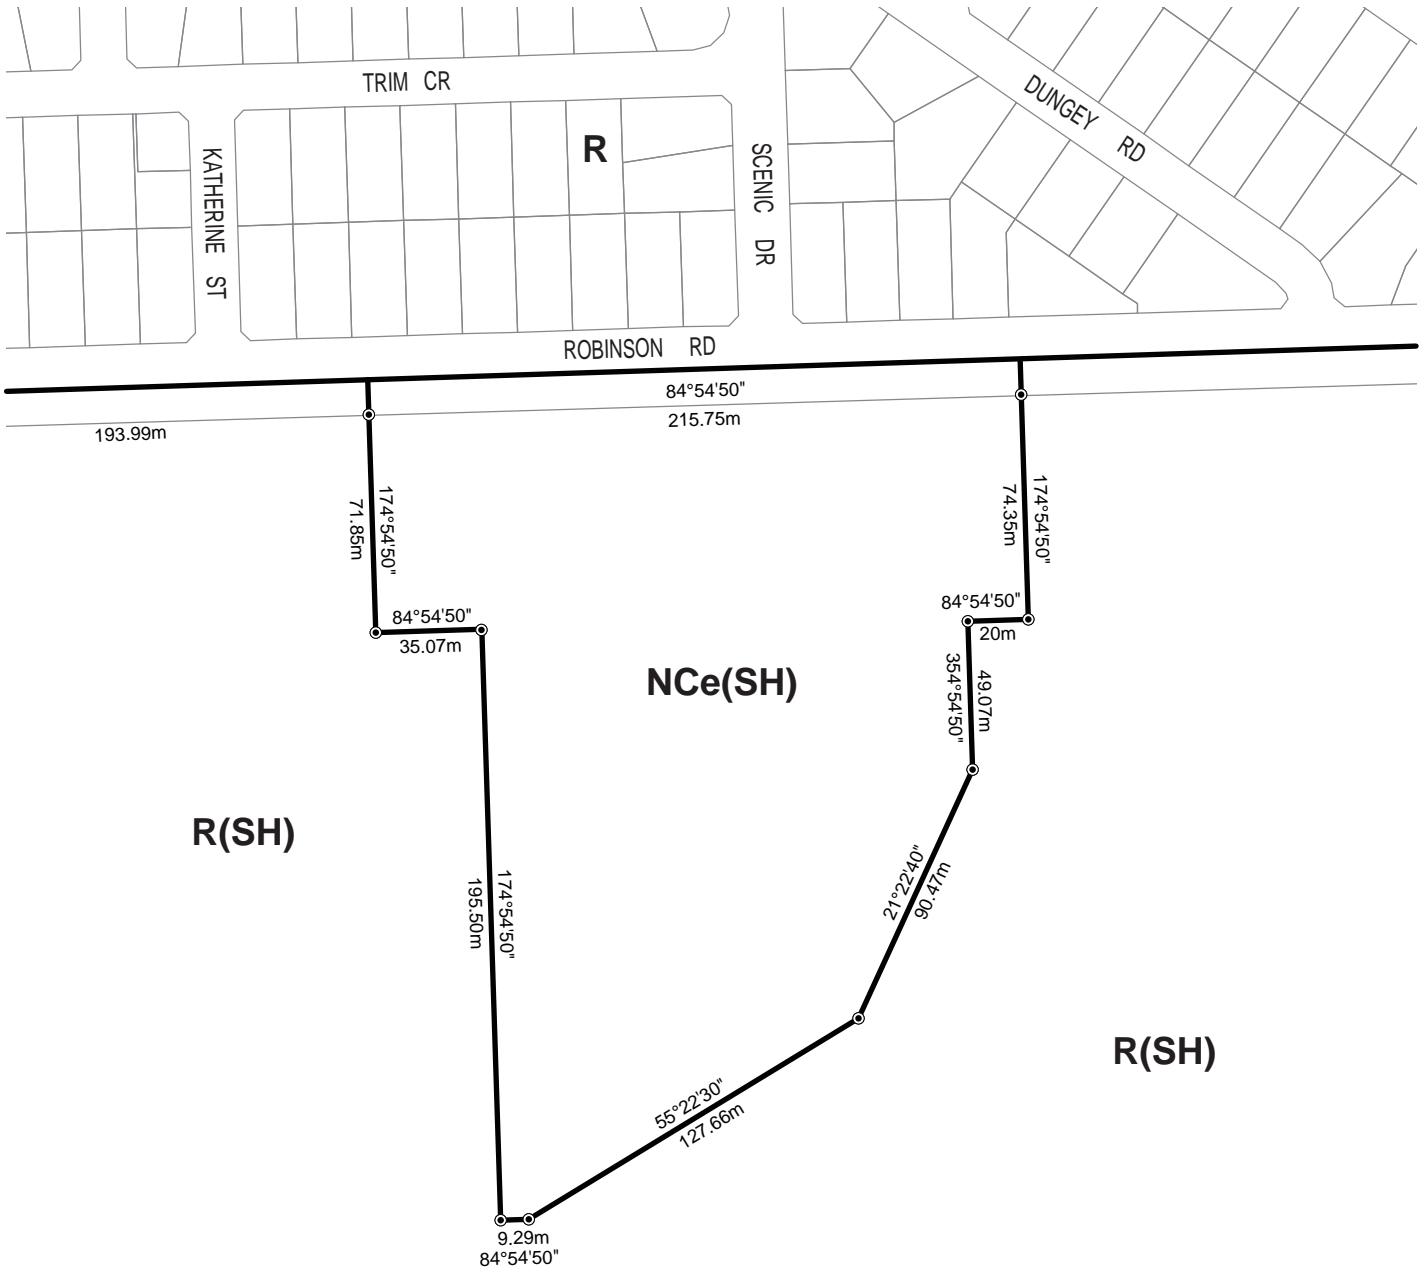 TRIM CR
DUNGEY RD
R
KATHERINE ST
SCENIC DR
ROBINSON RD
84°54'50"
215.75m
193.99m
174°54'50"
71.85m
174°54'50"
74.35m
84°54'50"
35.07m
84°54'50"
20m
NCe(SH)
49.07m
354°54'50"
R(SH)
21°22'40"
90.47m
174°54'50"
195.50m
R(SH)
55°22'30"
127.66m
9.29m
84°54'50"